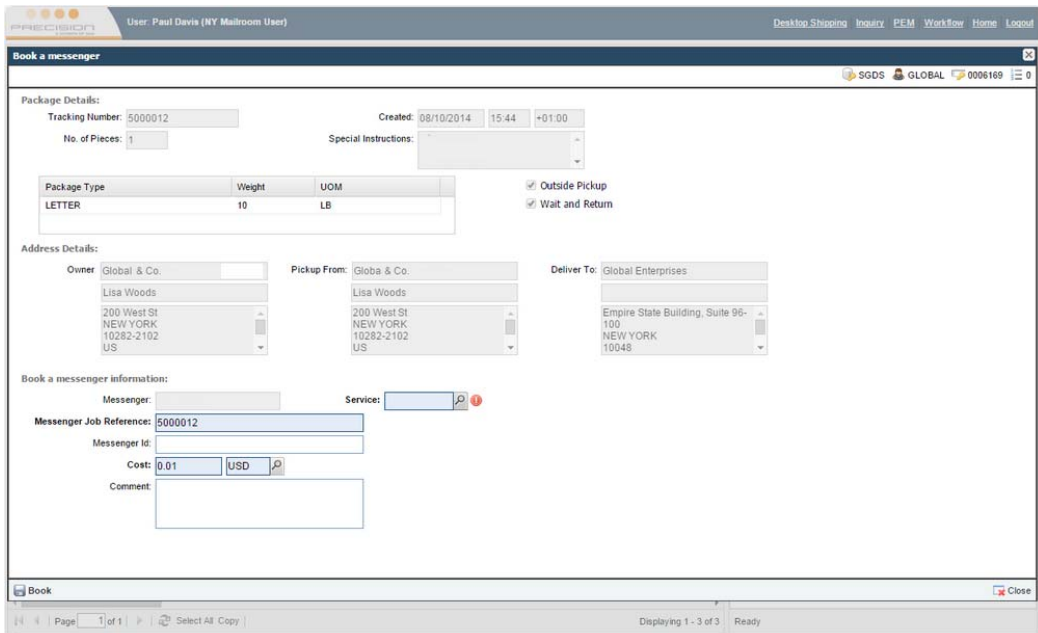 PRECISION
User: Paul Davis (NY Mailroom User)
Desktop Shipping Inquiry PEM Workflow Home Logout
Book a messenger
SGDS GLOBAL 0006169 0
Package Details:
Tracking Number: 5000012 Created: 08/10/2014 15:44 +01:00
No. of Pieces: 1 Special Instructions:
Package Type Weight UOM
Outside Pickup
LETTER 10 LB
Wait and Return
Address Details:
Owner Global & Co. Pickup From: Globa & Co. Deliver To: Global Enterprises
Lisa Woods Lisa Woods
200 West St 200 West St Empire State Building, Suite 96-
NEW YORK NEW YORK 100
10282-2102 10282-2102 NEW YORK
US US 10048
Book a messenger information:
Messenger: Service:
Messenger Job Reference: 5000012
Messenger Id:
Cost: 0.01 USD
Comment:
Book Close
Page 1 of 1 Select All Copy Displaying 1 - 3 of 3 Ready